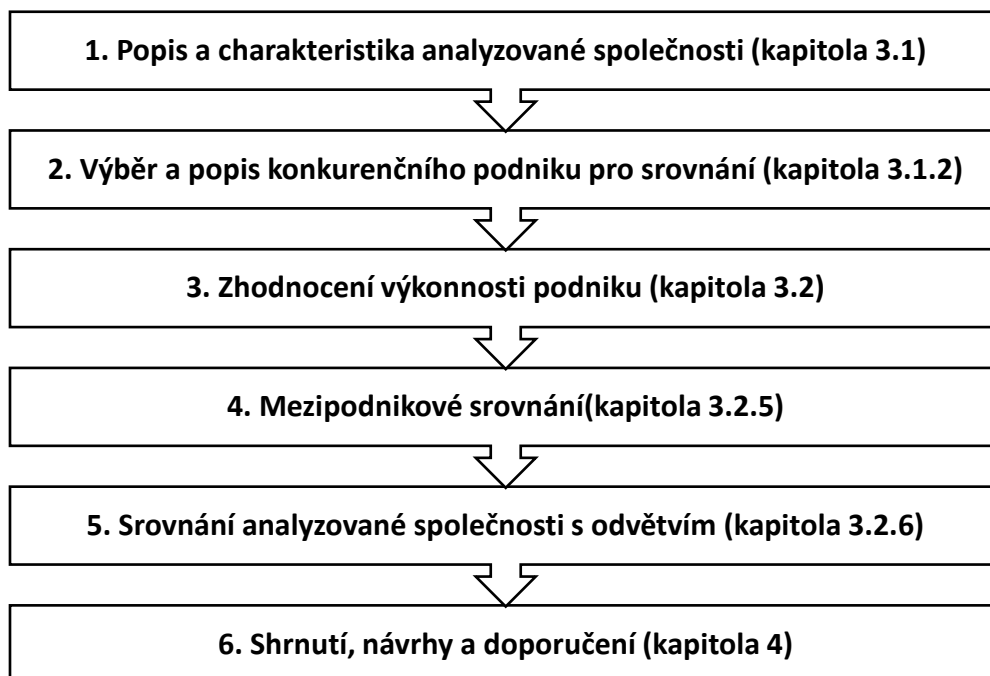 1. Popis a charakteristika analyzované společnosti (kapitola 3.1)
2. Výběr a popis konkurenčního podniku pro srovnání (kapitola 3.1.2)
3. Zhodnocení výkonnosti podniku (kapitola 3.2)
4. Mezipodnikové srovnání(kapitola 3.2.5)
5. Srovnání analyzované společnosti s odvětvím (kapitola 3.2.6)
6. Shrnutí, návrhy a doporučení (kapitola 4)